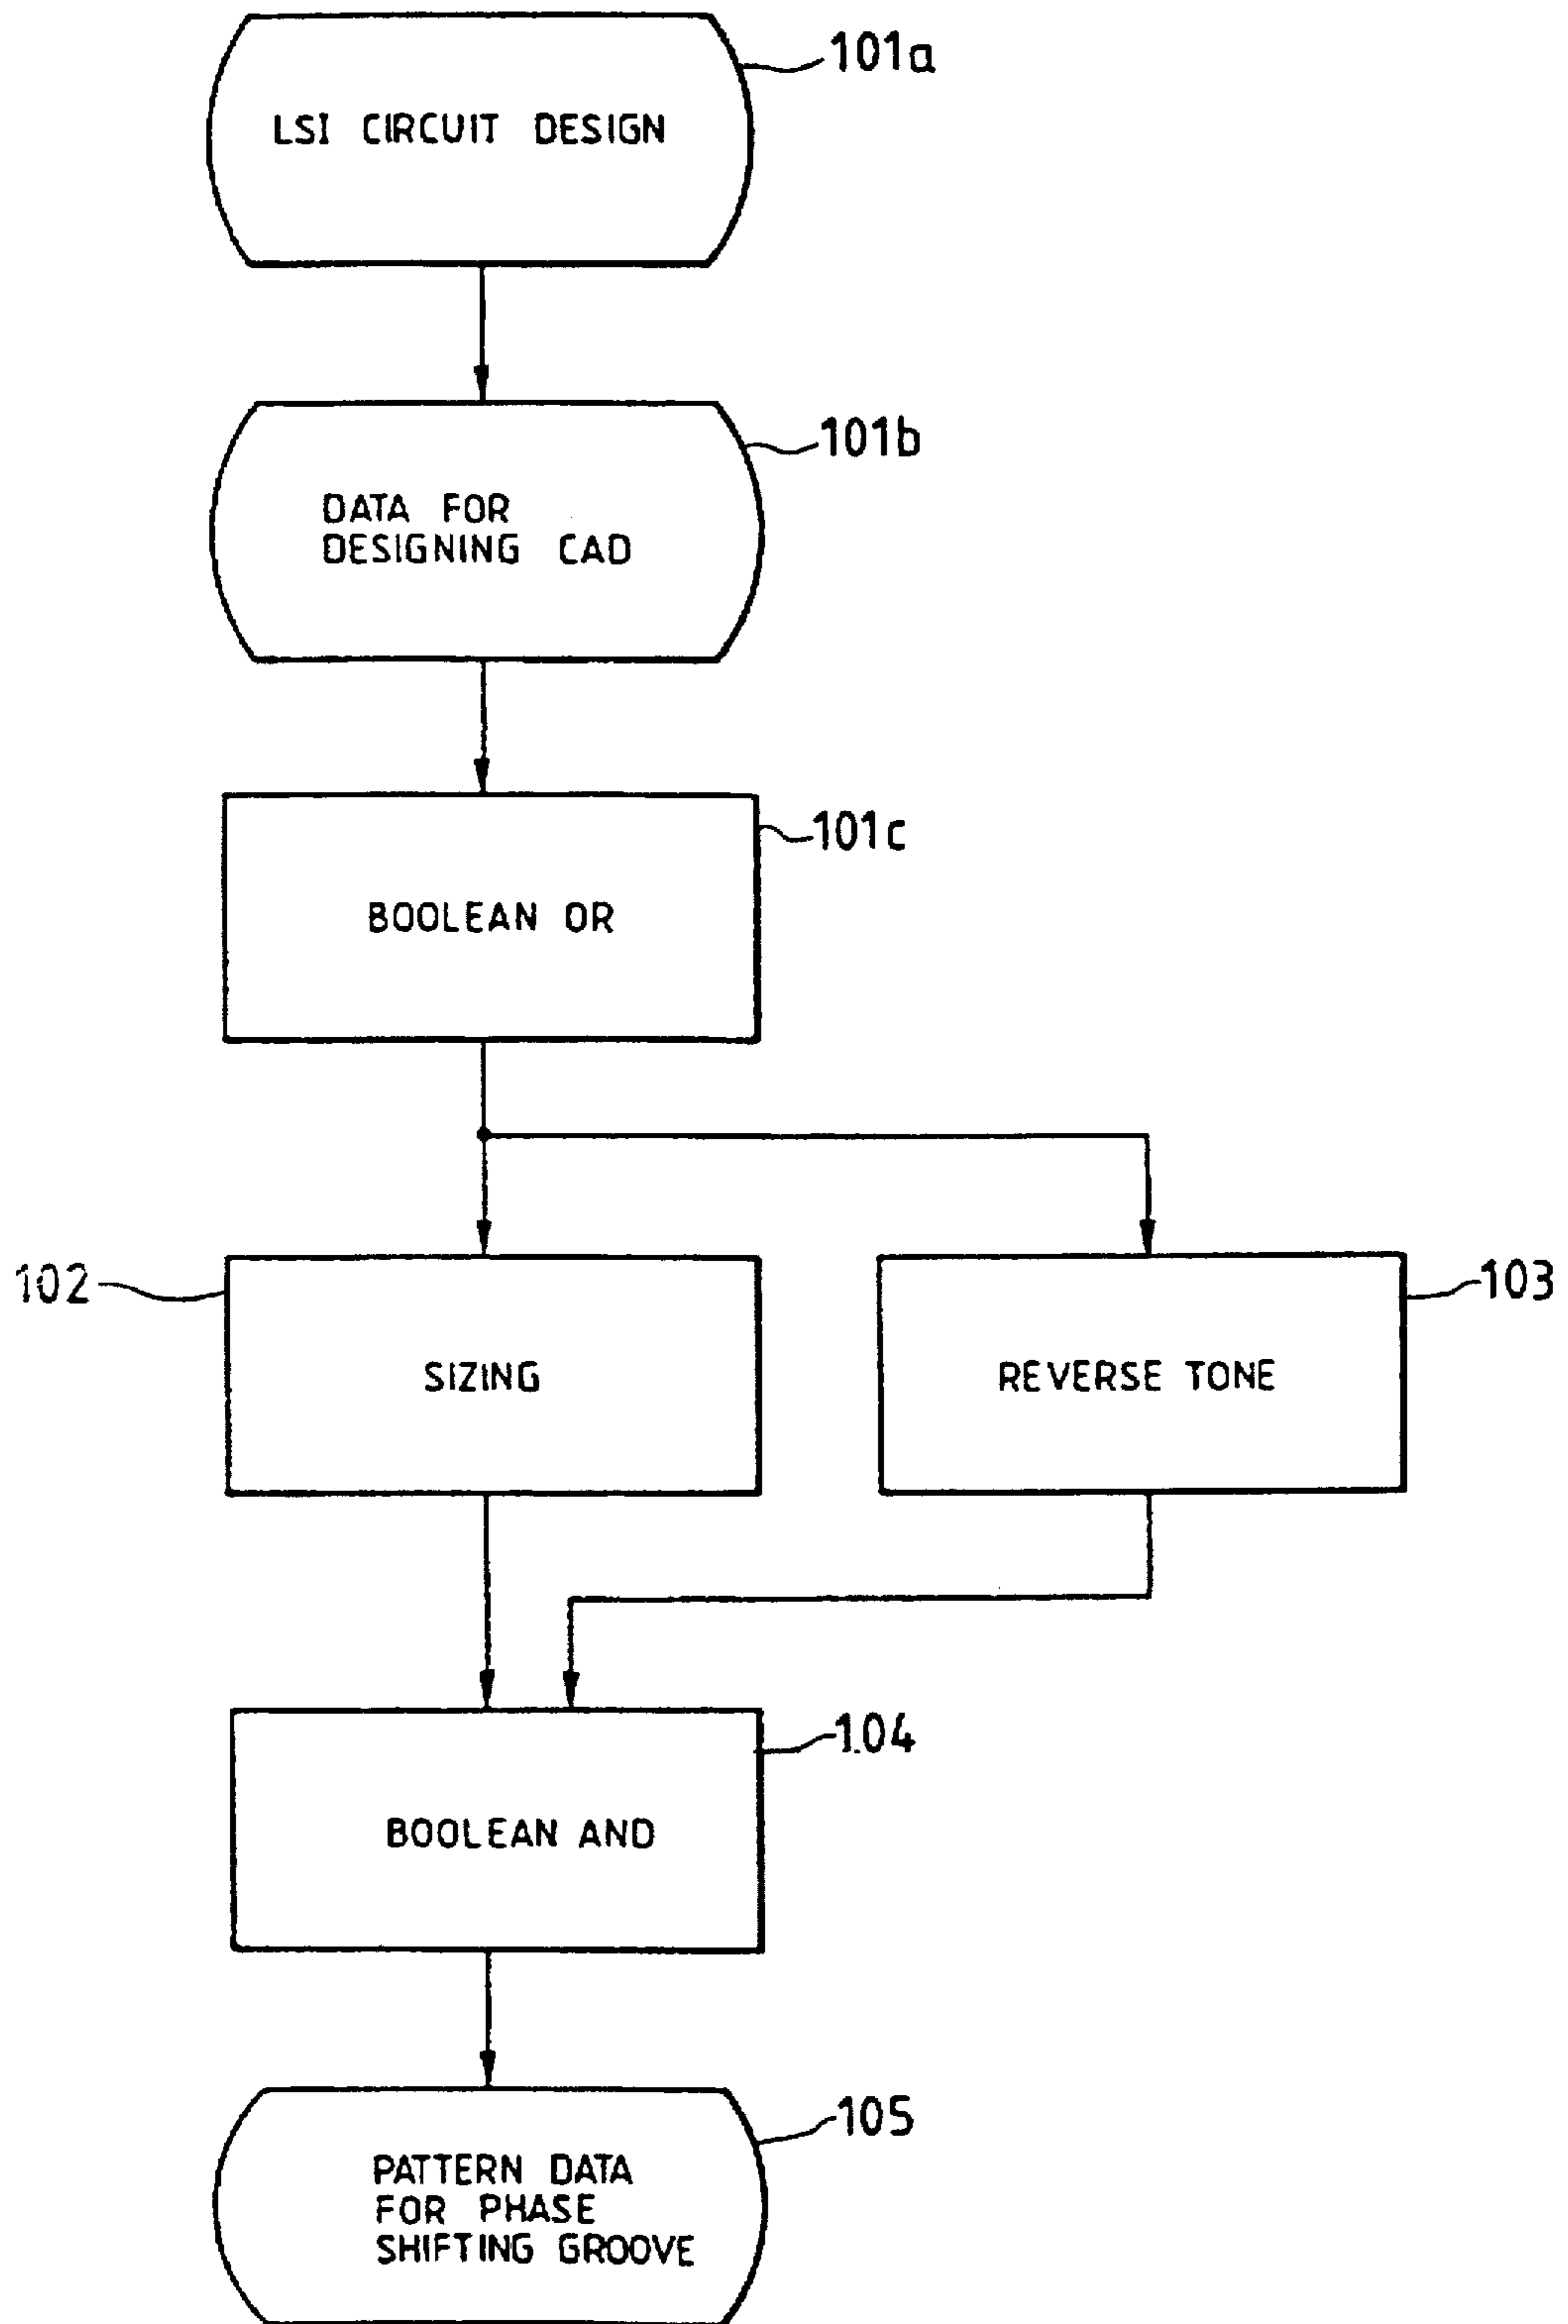 101a
LSI CIRCUIT DESIGN
101b
DATA FOR
DESIGNING CAD
101c
BOOLEAN OR
102
SIZING
103
REVERSE TONE
104
BOOLEAN AND
105
PATTERN DATA
FOR PHASE
SHIFTING GROOVE